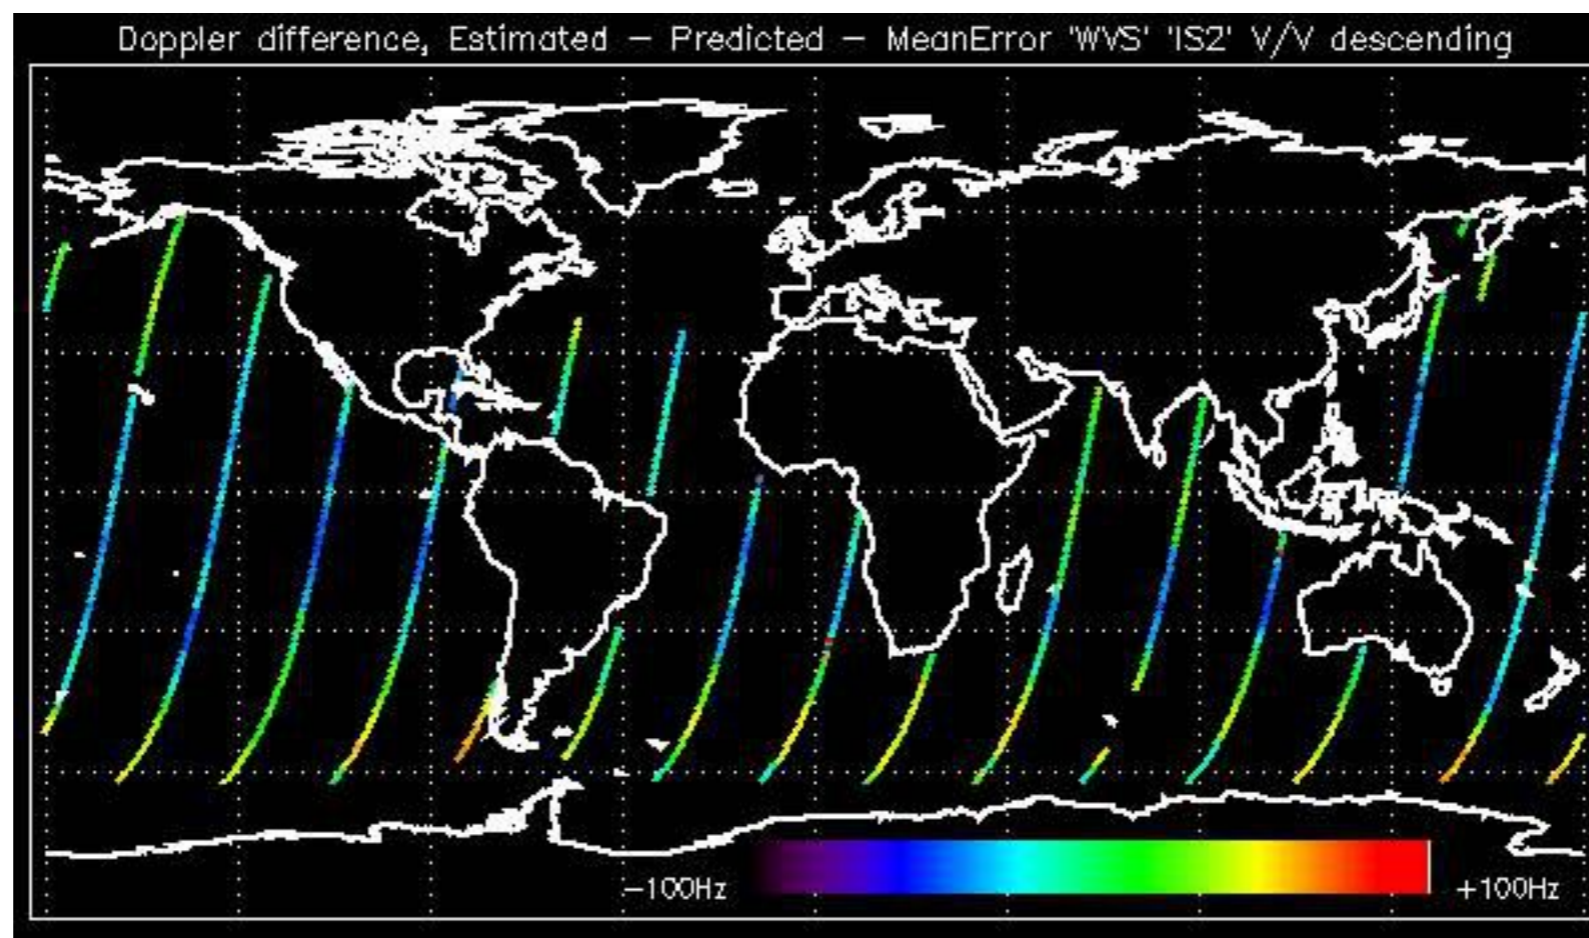 Doppler difference, Estimated – Predicted – MeanError 'WVS' 'IS2' V/V descending
–100Hz +100Hz